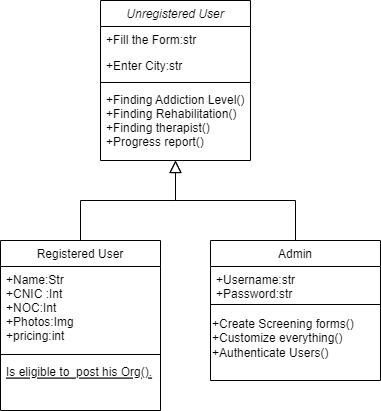 Unregistered User
+Fill the Form:str
+Enter City:str
+Finding Addiction Level()
+Finding Rehabilitation()
+Finding therapist()
+Progress report()
Registered User
+Name:Str
+CNIC :Int
+NOC:Int
+Photos:Img
+pricing:int
Is eligible to  post his Org().
Admin
+Username:str
+Password:str
+Create Screening forms()
+Customize everything()
+Authenticate Users()